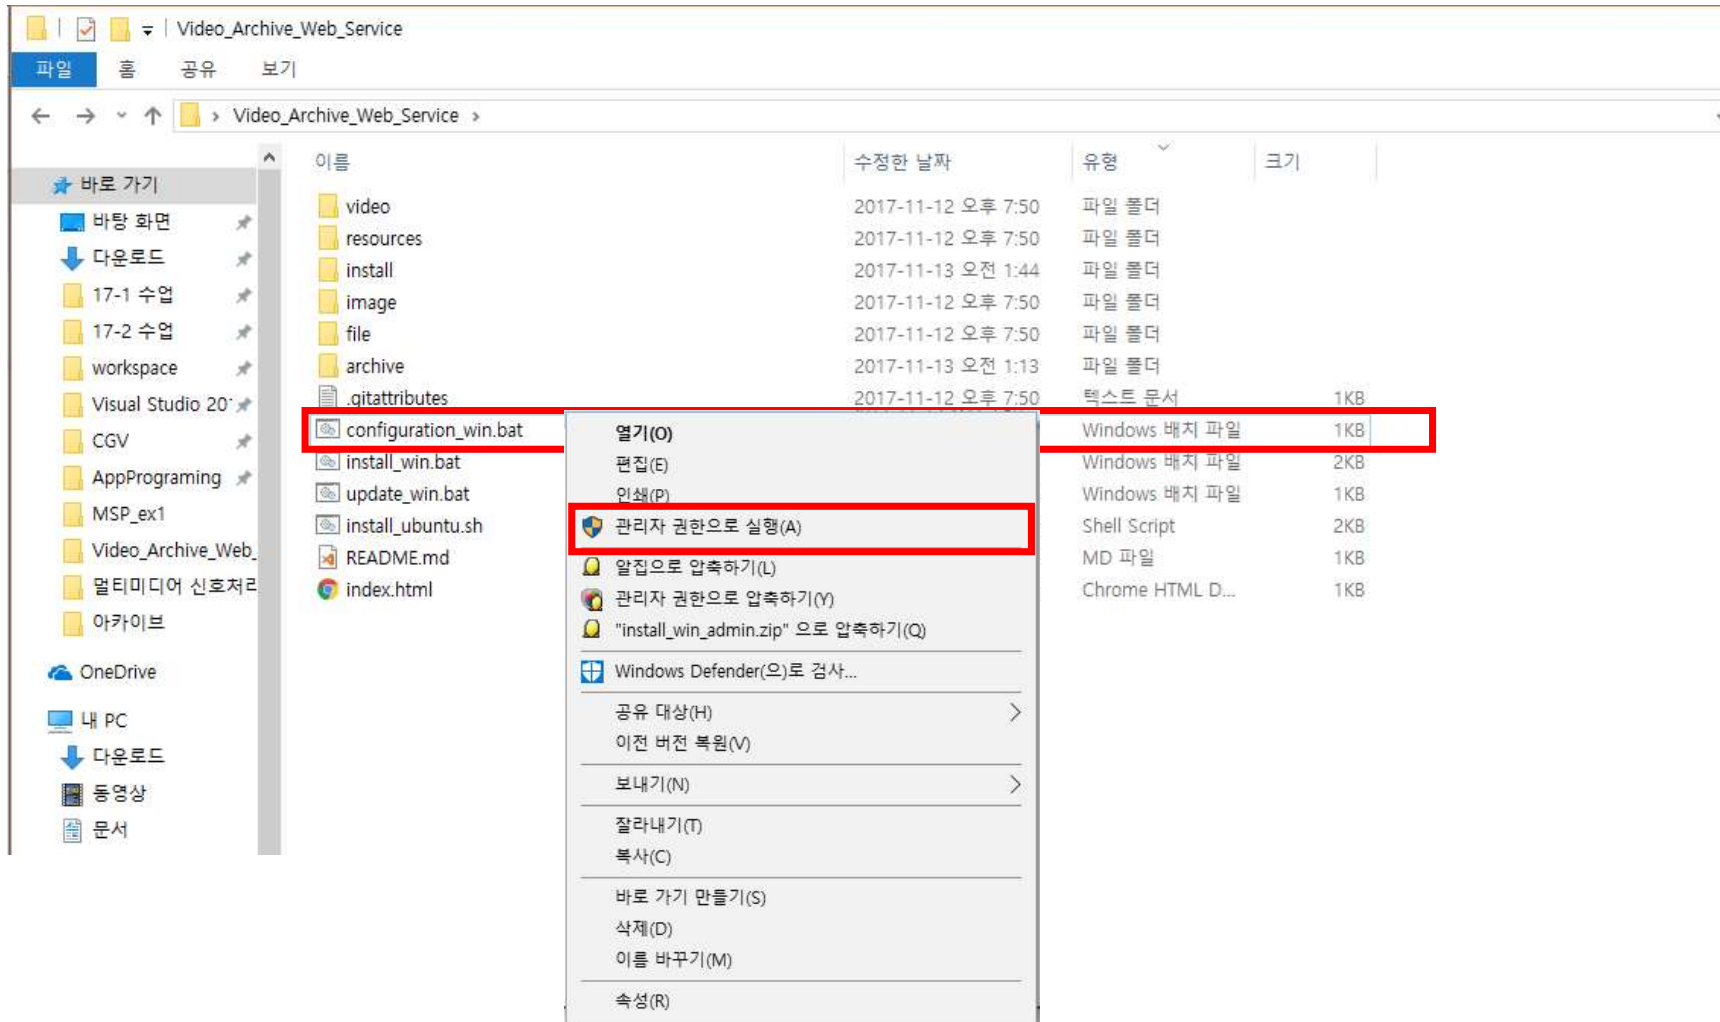 Video_Archive_Web_Service
파일 홈 공유 보기
Video_Archive_Web_Service
이름 수정한 날짜 유형 크기
바로 가기
바탕 화면
다운로드
17-1 수업
17-2 수업
workspace
Visual Studio 20
CGV
AppPrograming
MSP_ex1
Video_Archive_Web_
멀티미디어 신호처리
아카이브
OneDrive
내 PC
다운로드
동영상
문서
video 2017-11-12 오후 7:50 파일 폴더
resources 2017-11-12 오후 7:50 파일 폴더
install 2017-11-13 오전 1:44 파일 폴더
image 2017-11-12 오후 7:50 파일 폴더
file 2017-11-12 오후 7:50 파일 폴더
archive 2017-11-13 오전 1:13 파일 폴더
.gitattributes 2017-11-12 오후 7:50 텍스트 문서 1KB
configuration_win.bat Windows 배치 파일 1KB
install_win.bat Windows 배치 파일 2KB
update_win.bat Windows 배치 파일 1KB
install_ubuntu.sh Shell Script 2KB
README.md MD 파일 1KB
index.html Chrome HTML D... 1KB
열기(O)
편집(E)
인쇄(P)
관리자 권한으로 실행(A)
알집으로 압축하기(L)
관리자 권한으로 압축하기(Y)
"install_win_admin.zip" 으로 압축하기(Q)
Windows Defender(으)로 검사...
공유 대상(H)
이전 버전 복원(V)
보내기(N)
잘라내기(T)
복사(C)
바로 가기 만들기(S)
삭제(D)
이름 바꾸기(M)
속성(R)